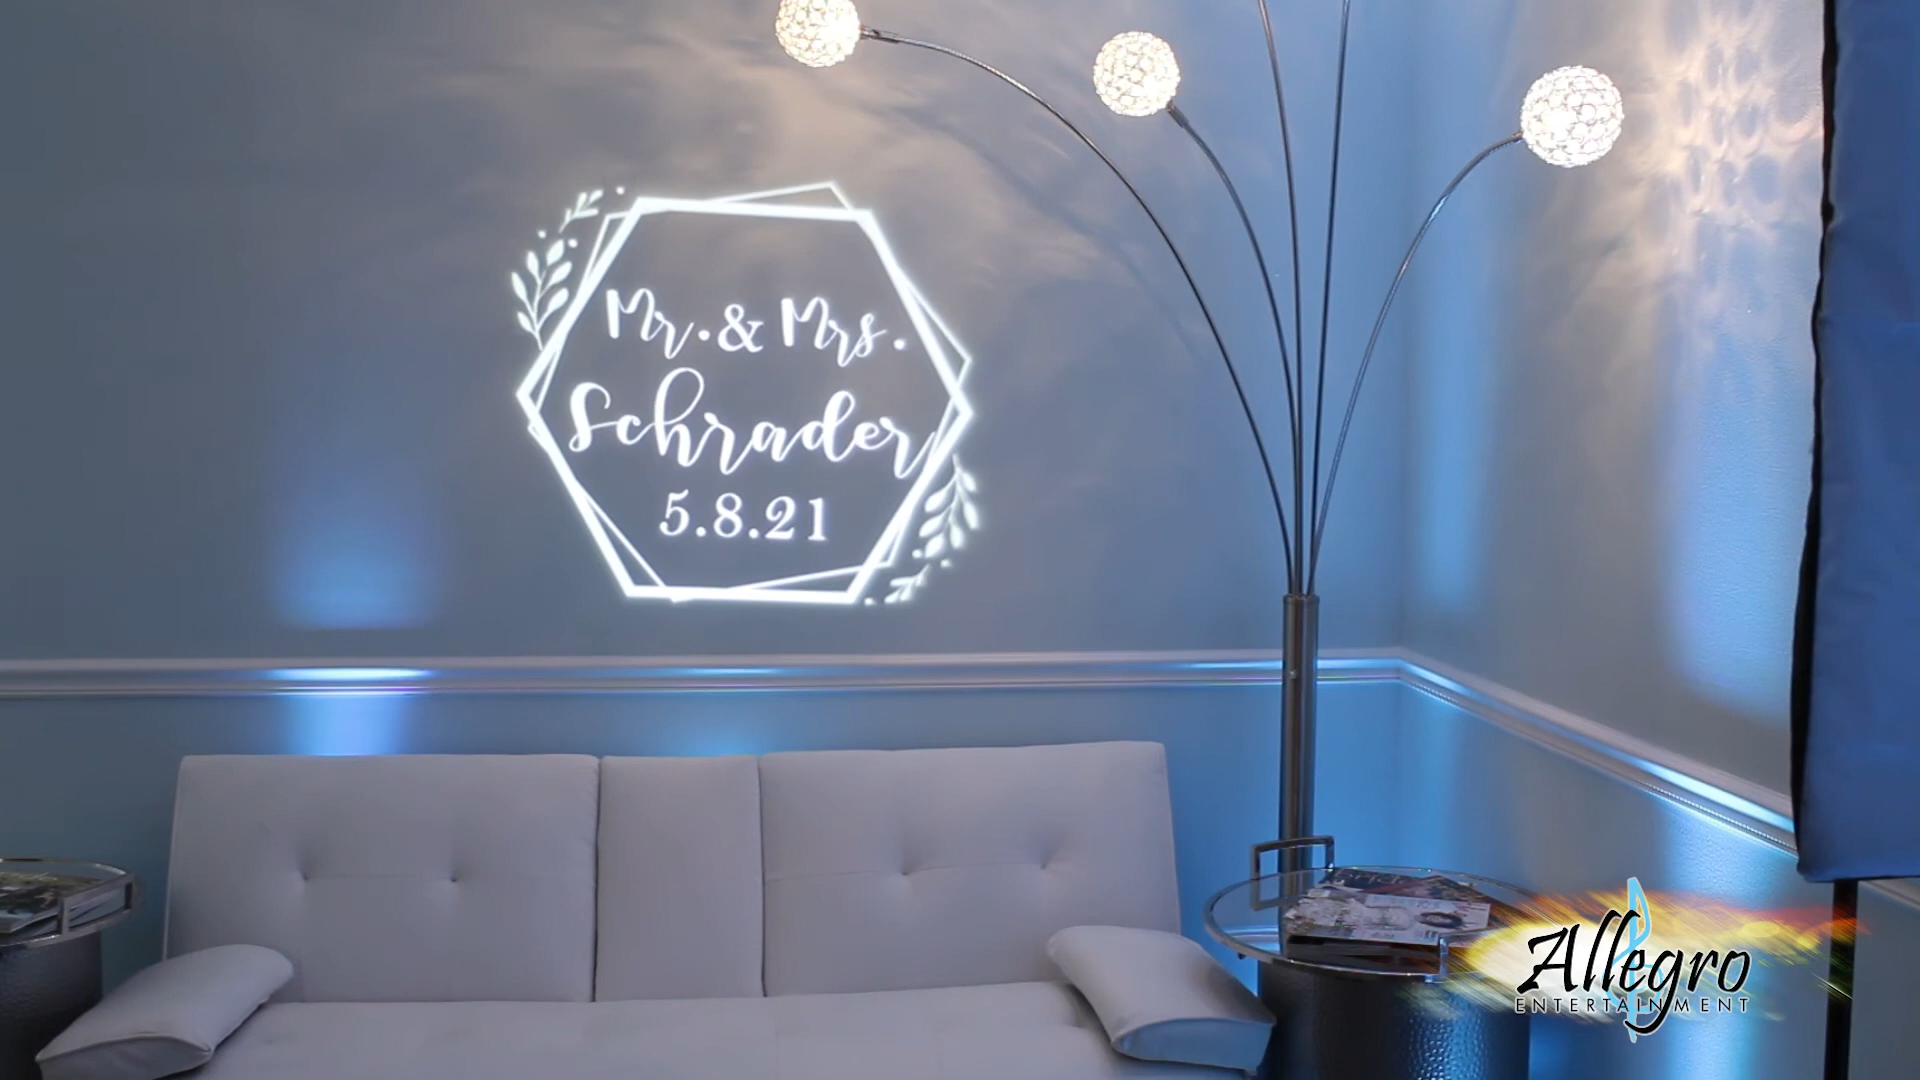 Mr. & Mrs.
Schrader
5.8.21
Allegro
ENTERTAINMENT